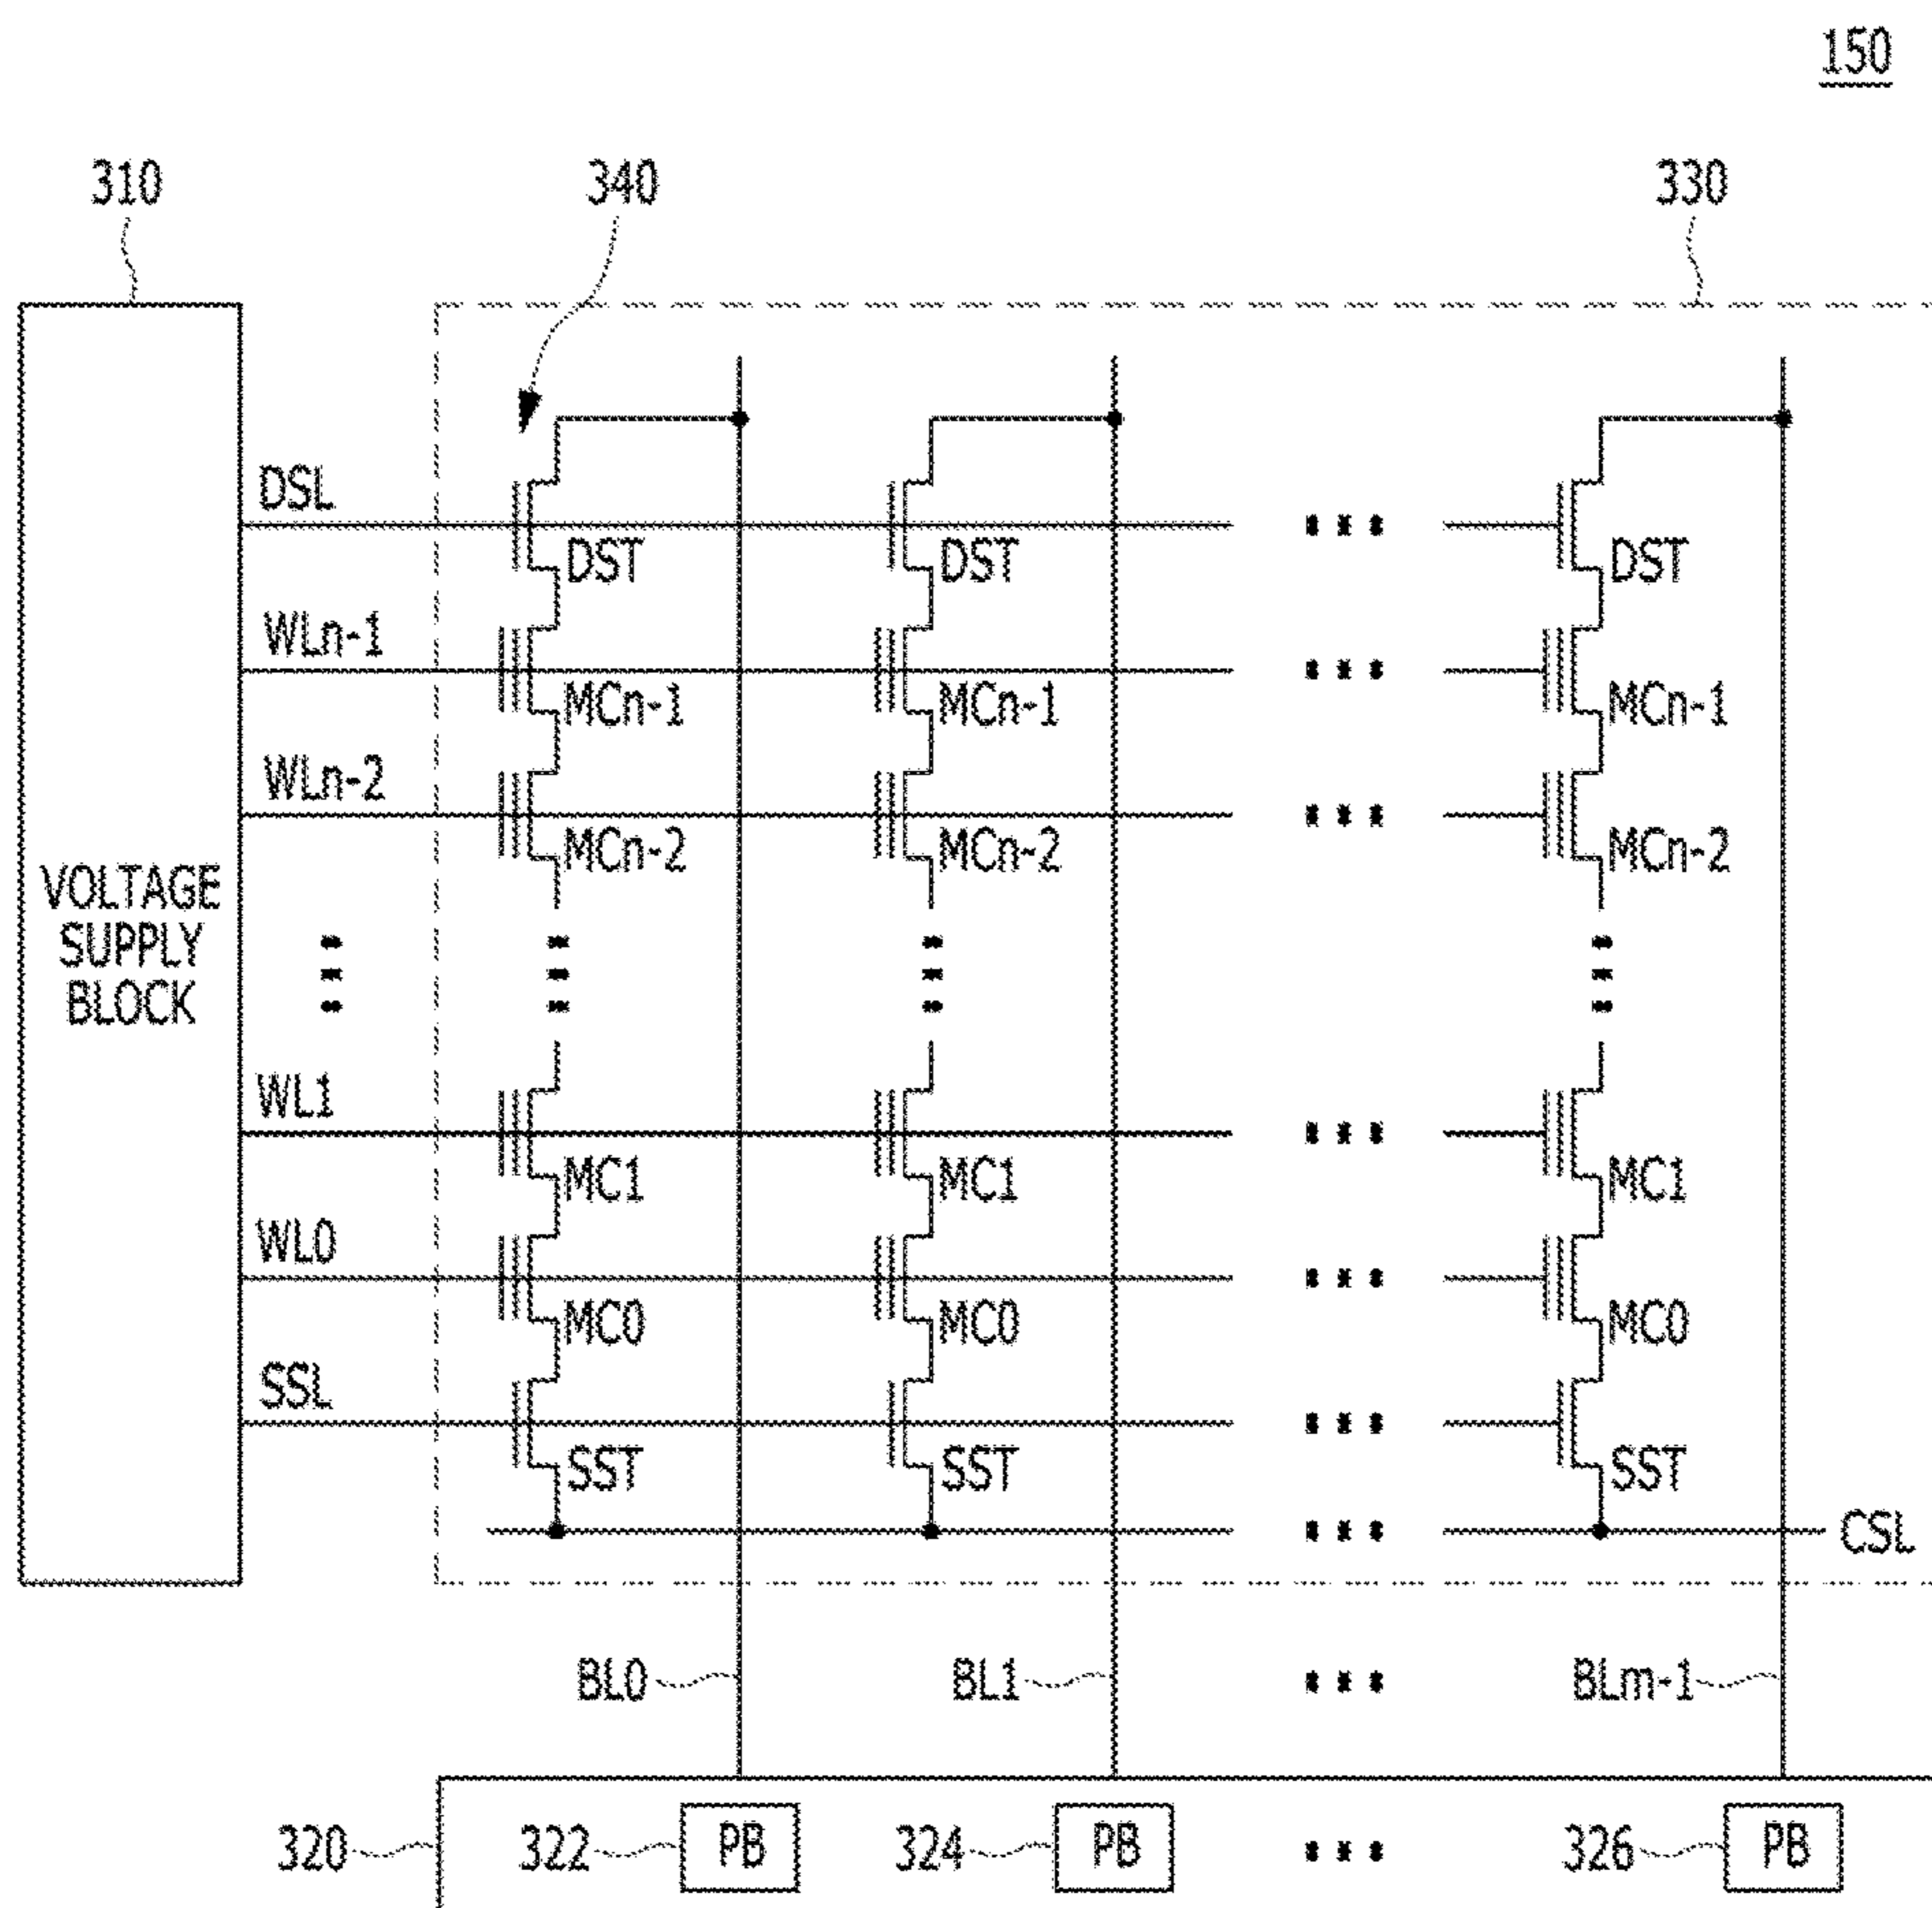 150
310
340
330
DSL
DST DST DST
WLn-1
MCn-1 MCn-1 MCn-1
WLn-2
MCn-2 MCn-2 MCn-2
VOLTAGE
SUPPLY
BLOCK
WL1
MC1 MC1 MC1
WL0
MC0 MC0 MC0
SSL
SST SST SST
CSL
BL0 BL1 BLm-1
320 322 PB 324 PB 326 PB